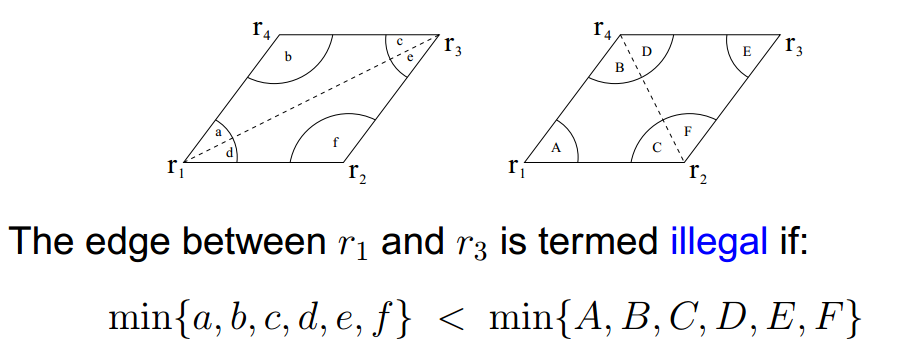 r₄ b c r₃ e a d f r₁ r₂
r₄ D E r₃ B A C F r₁ r₂
The edge between r₁ and r₃ is termed illegal if:
min{a, b, c, d, e, f} < min{A, B, C, D, E, F}